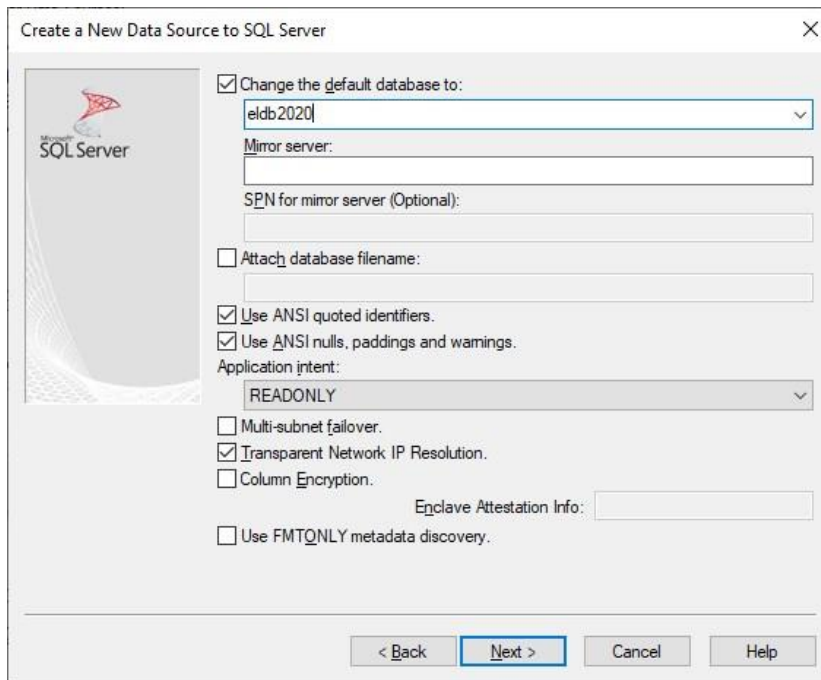 Create a New Data Source to SQL Server
Microsoft
SQL Server
Change the default database to:
eldb2020
Mirror server:
SPN for mirror server (Optional):
Attach database filename:
Use ANSI quoted identifiers.
Use ANSI nulls, paddings and warnings.
Application intent:
READONLY
Multi-subnet failover.
Transparent Network IP Resolution.
Column Encryption.
Enclave Attestation Info:
Use FMTONLY metadata discovery.
< Back
Next >
Cancel
Help